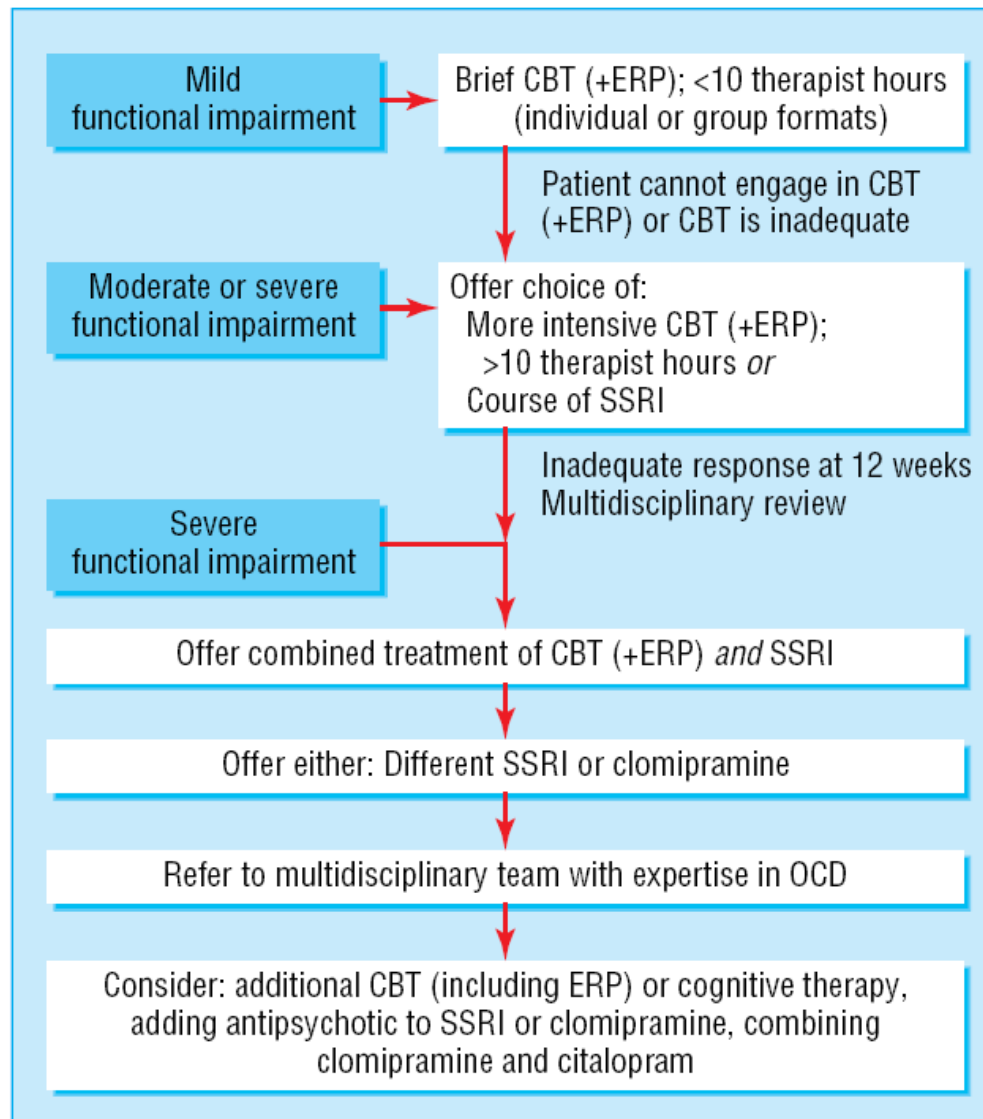 Mild
functional impairment
Brief CBT (+ERP); <10 therapist hours
(individual or group formats)
Patient cannot engage in CBT
(+ERP) or CBT is inadequate
Moderate or severe
functional impairment
Offer choice of:
More intensive CBT (+ERP);
>10 therapist hours or
Course of SSRI
Inadequate response at 12 weeks
Multidisciplinary review
Severe
functional impairment
Offer combined treatment of CBT (+ERP) and SSRI
Offer either: Different SSRI or clomipramine
Refer to multidisciplinary team with expertise in OCD
Consider: additional CBT (including ERP) or cognitive therapy,
adding antipsychotic to SSRI or clomipramine, combining
clomipramine and citalopram